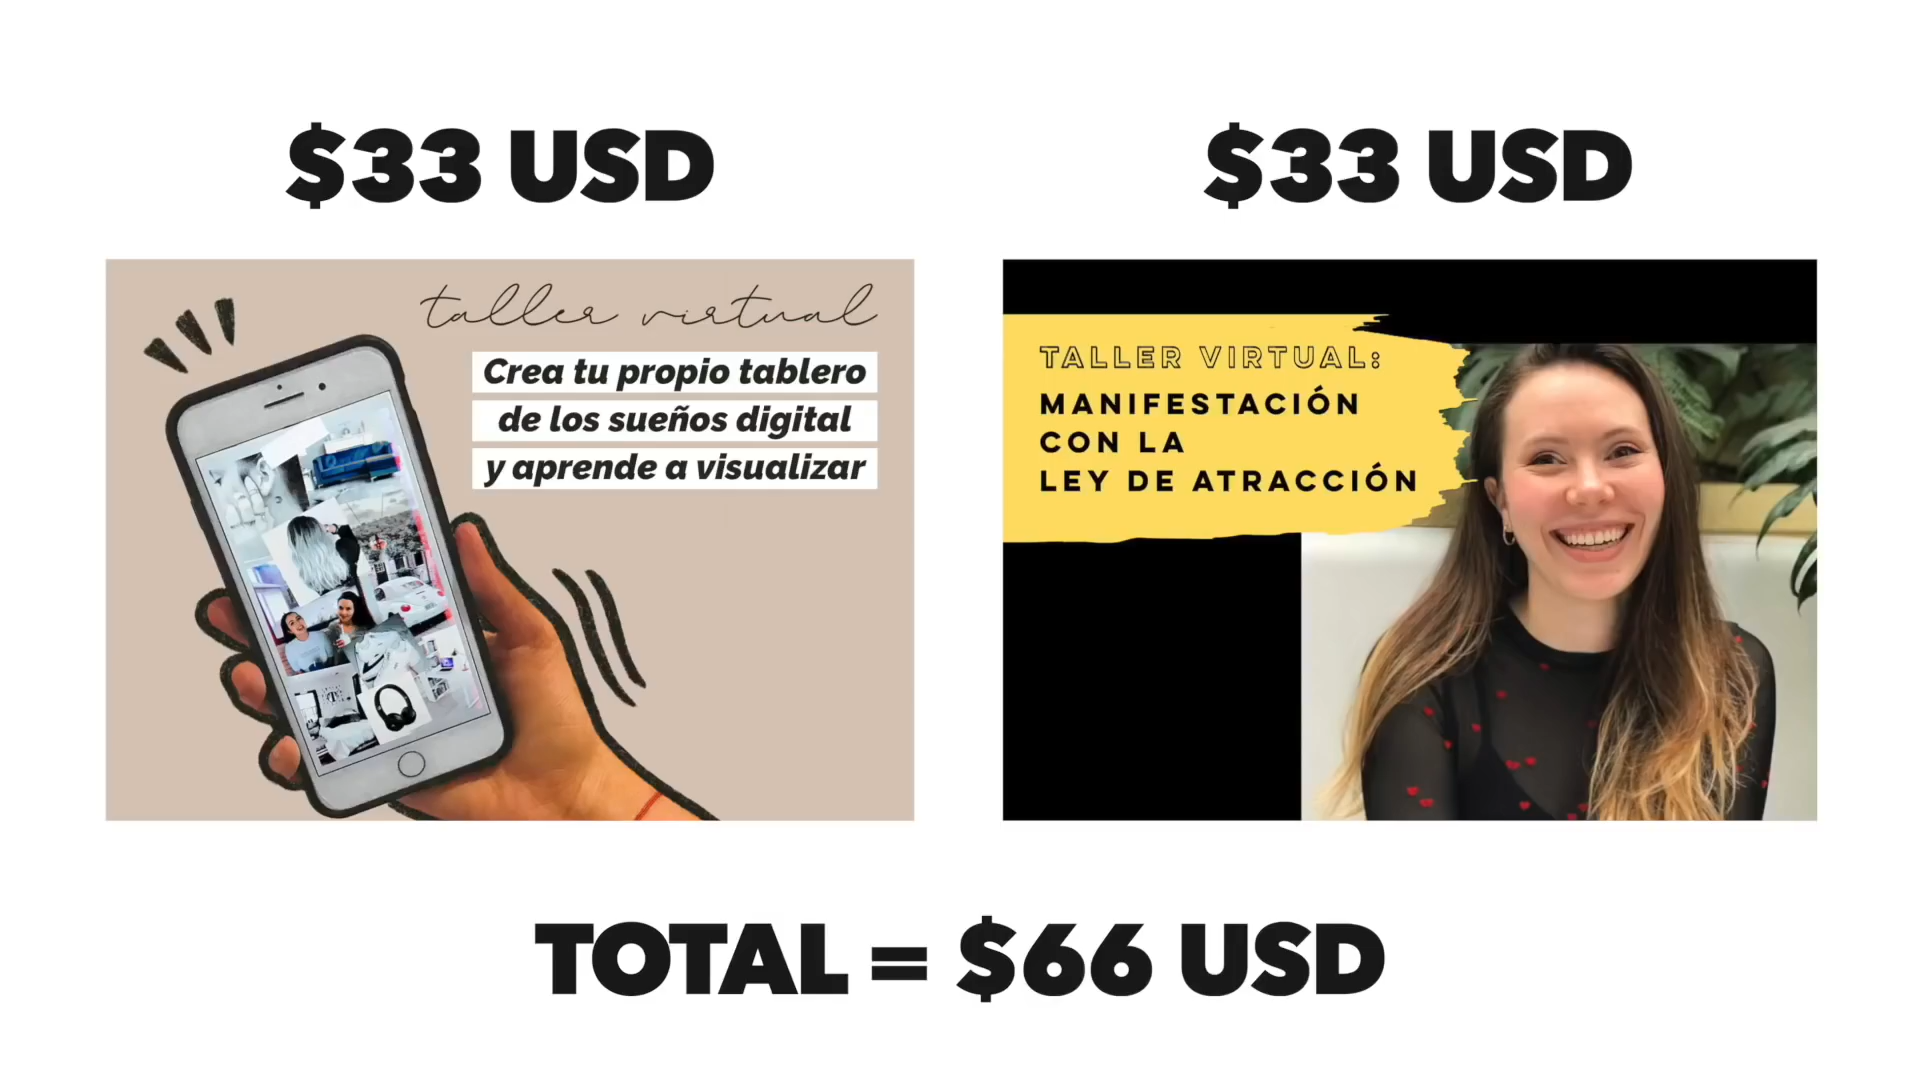 $33 USD
$33 USD
taller virtual
Crea tu propio tablero
de los sueños digital
y aprende a visualizar
TALLER VIRTUAL:
MANIFESTACIÓN
CON LA
LEY DE ATRACCIÓN
TOTAL = $66 USD